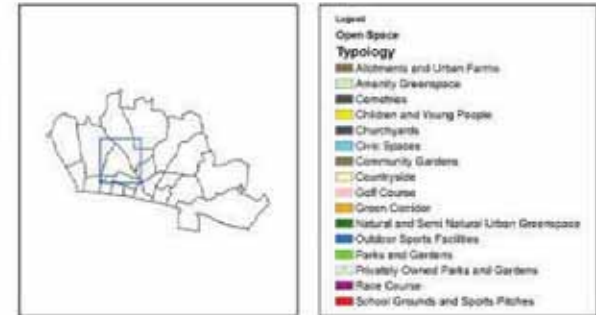 Legend
Open Space
Typology
Allotments and Urban Farms
Amenity Greenspace
Cemetries
Children and Young People
Churchyards
Civic Spaces
Community Gardens
Countryside
Golf Course
Green Corridor
Natural and Semi Natural Urban Greenspace
Outdoor Sports Facilities
Parks and Gardens
Privately Owned Parks and Gardens
Race Course
School Grounds and Sports Pitches